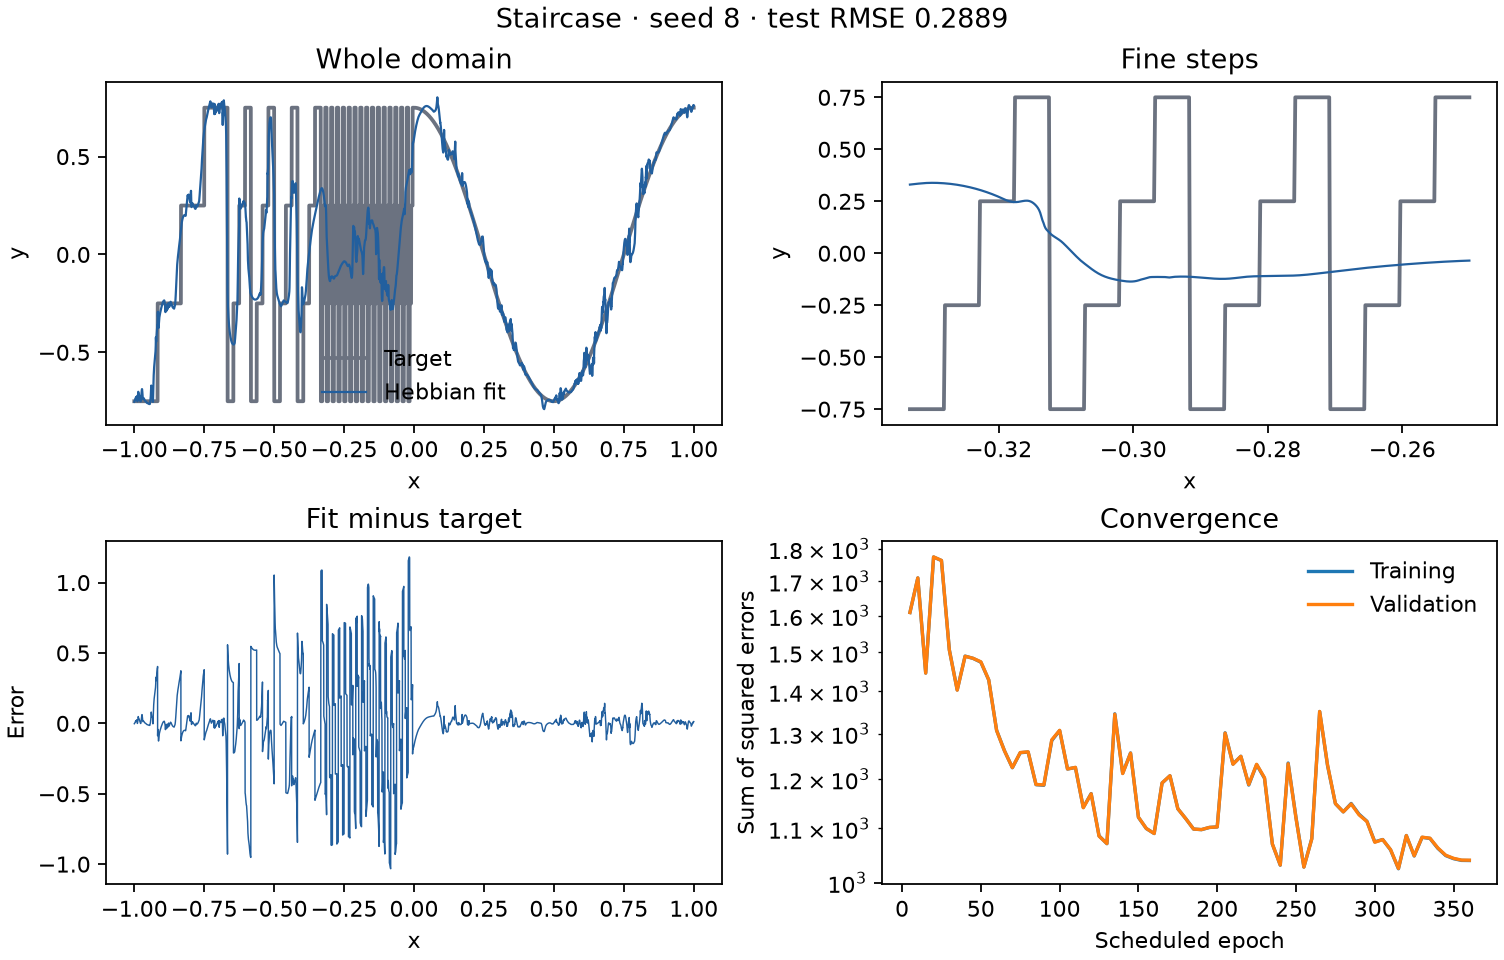 Staircase · seed 8 · test RMSE 0.2889
Whole domain
y
0.5
0.0
−0.5
Target
Hebbian fit
−1.00 −0.75 −0.50 −0.25 0.00 0.25 0.50 0.75 1.00
x
Fine steps
y
0.75
0.50
0.25
0.00
−0.25
−0.50
−0.75
−0.32 −0.30 −0.28 −0.26
x
Fit minus target
Error
1.0
0.5
0.0
−0.5
−1.0
−1.00 −0.75 −0.50 −0.25 0.00 0.25 0.50 0.75 1.00
x
Convergence
Sum of squared errors
1.8 × 10³
1.7 × 10³
1.6 × 10³
1.5 × 10³
1.4 × 10³
1.3 × 10³
1.2 × 10³
1.1 × 10³
10³
Training
Validation
0 50 100 150 200 250 300 350
Scheduled epoch